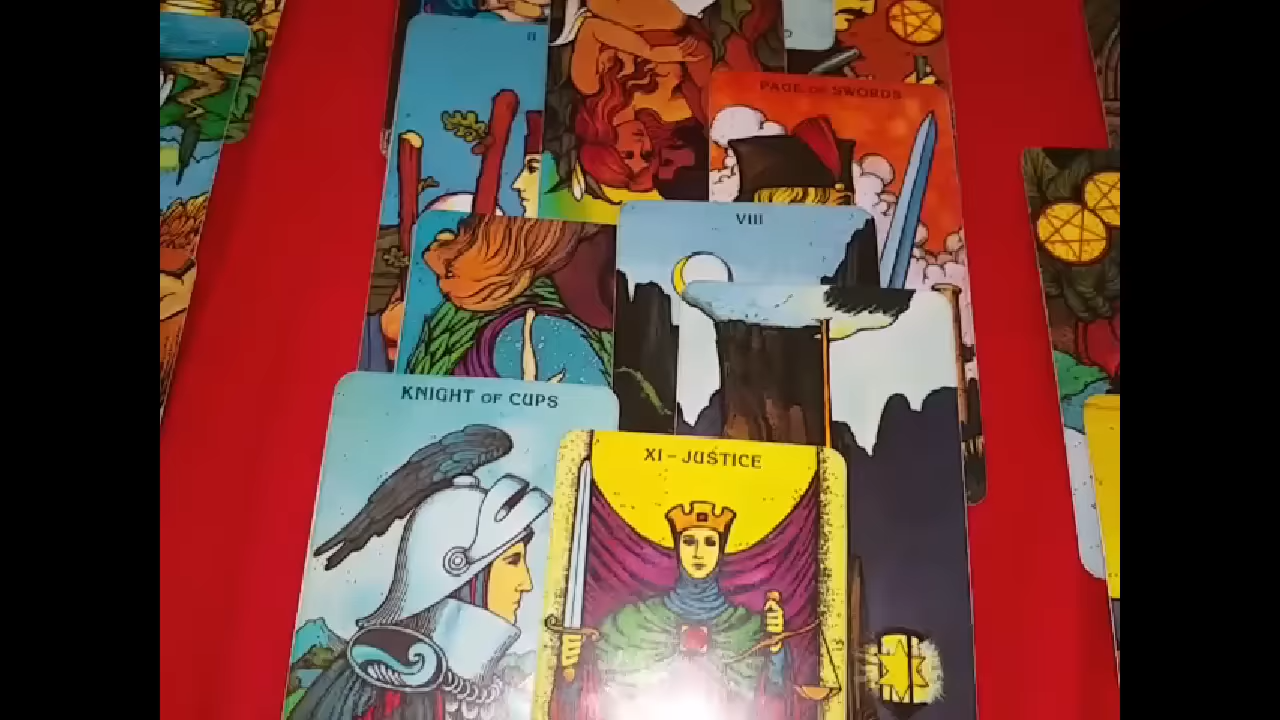 II
PAGE OF SWORDS
VIII
KNIGHT OF CUPS
XI - JUSTICE